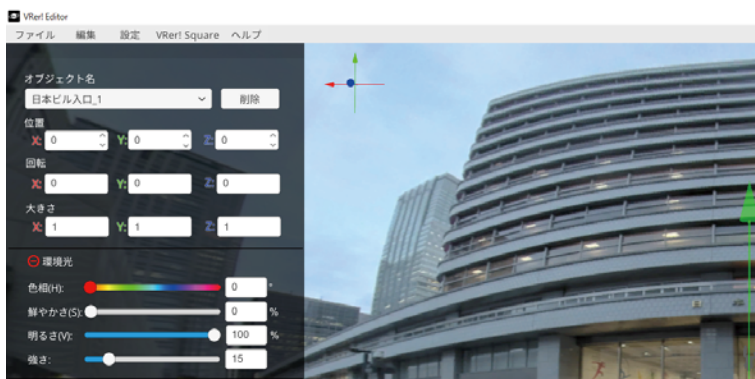 VRer! Editor
ファイル 編集 設定 VRer! Square ヘルプ
オブジェクト名
日本ビル入口_1 削除
位置
X: 0 Y: 0 Z: 0
回転
X: 0 Y: 0 Z: 0
大きさ
X: 1 Y: 1 Z: 1
環境光
色相(H): 0 °
鮮やかさ(S): 0 %
明るさ(V): 100 %
強さ: 15